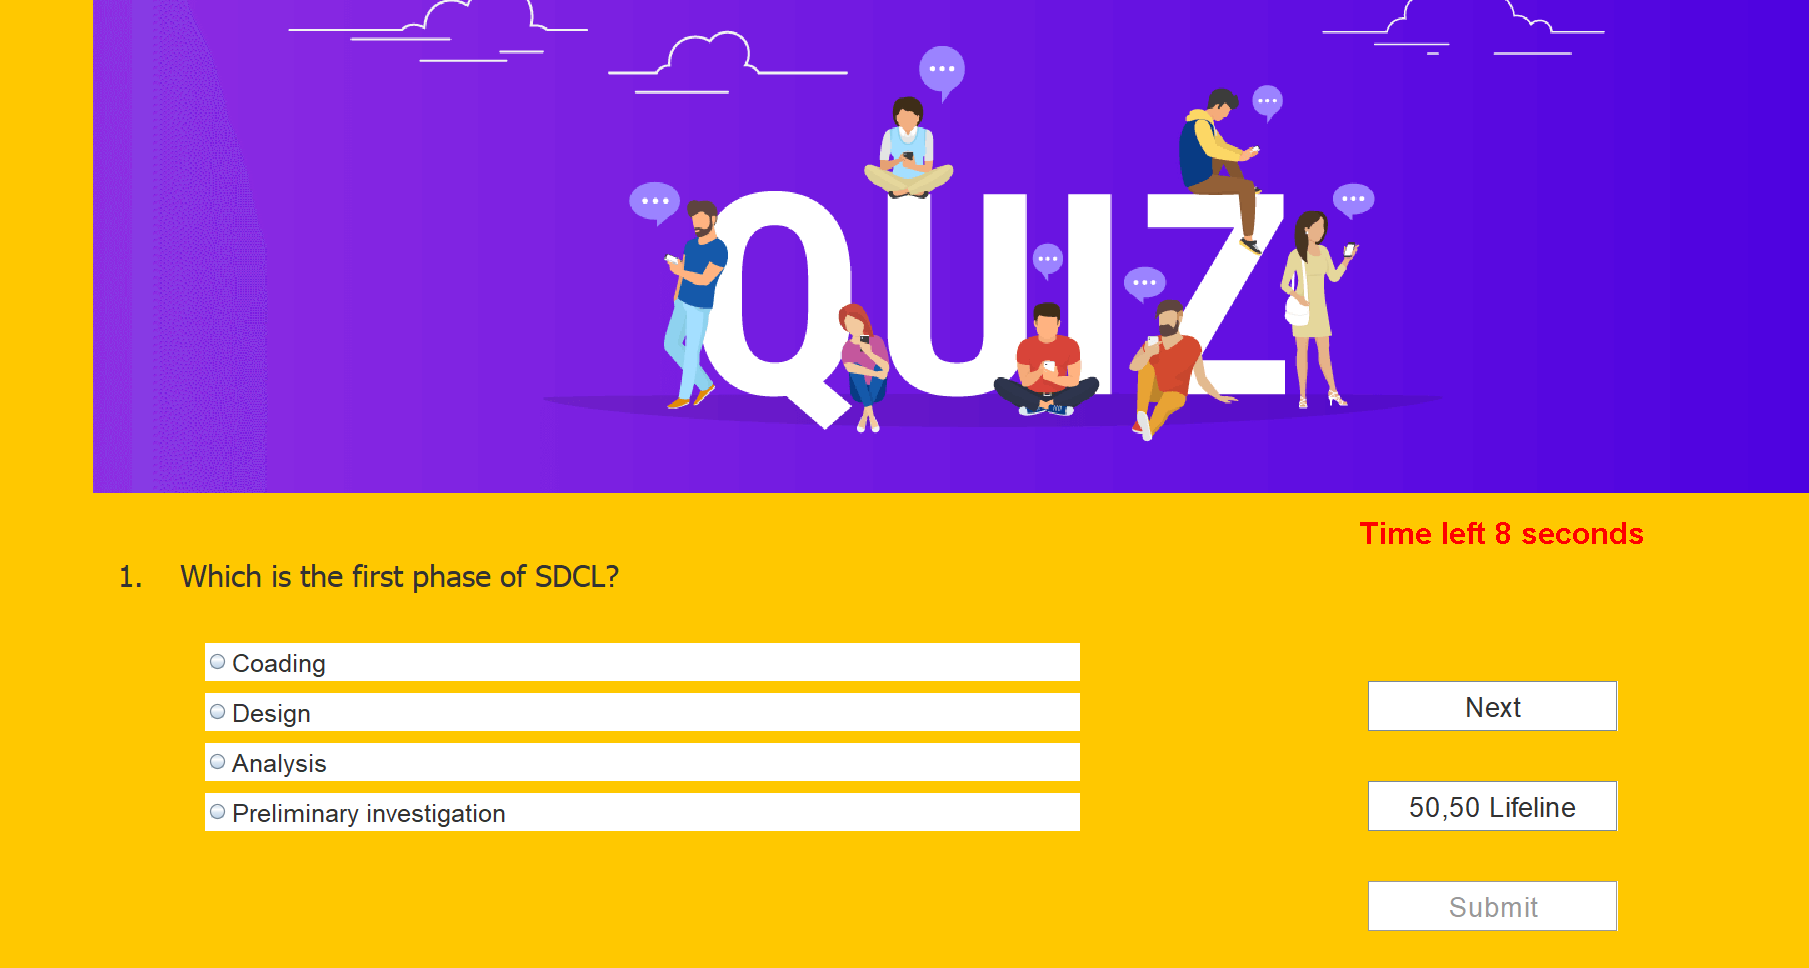 QUIZ
Time left 8 seconds
1. Which is the first phase of SDCL?
Coading
Design
Analysis
Preliminary investigation
Next
50,50 Lifeline
Submit